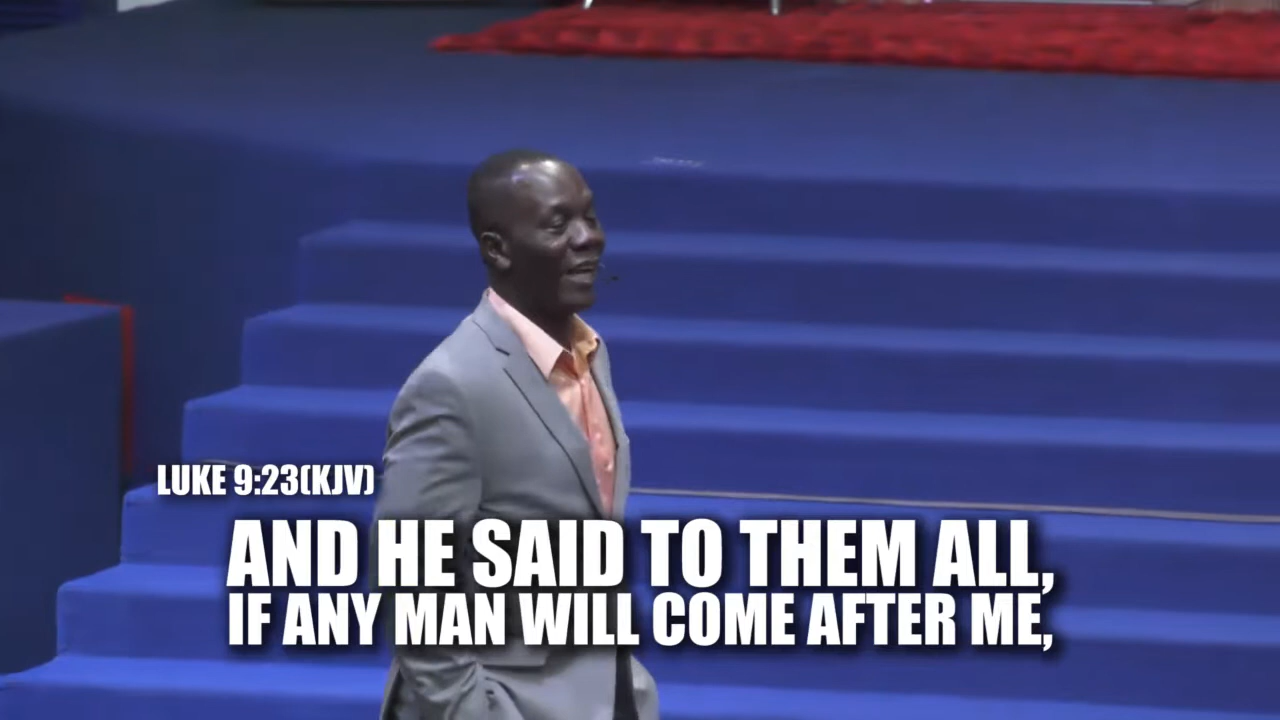 LUKE 9:23(KJV)
AND HE SAID TO THEM ALL,
IF ANY MAN WILL COME AFTER ME,